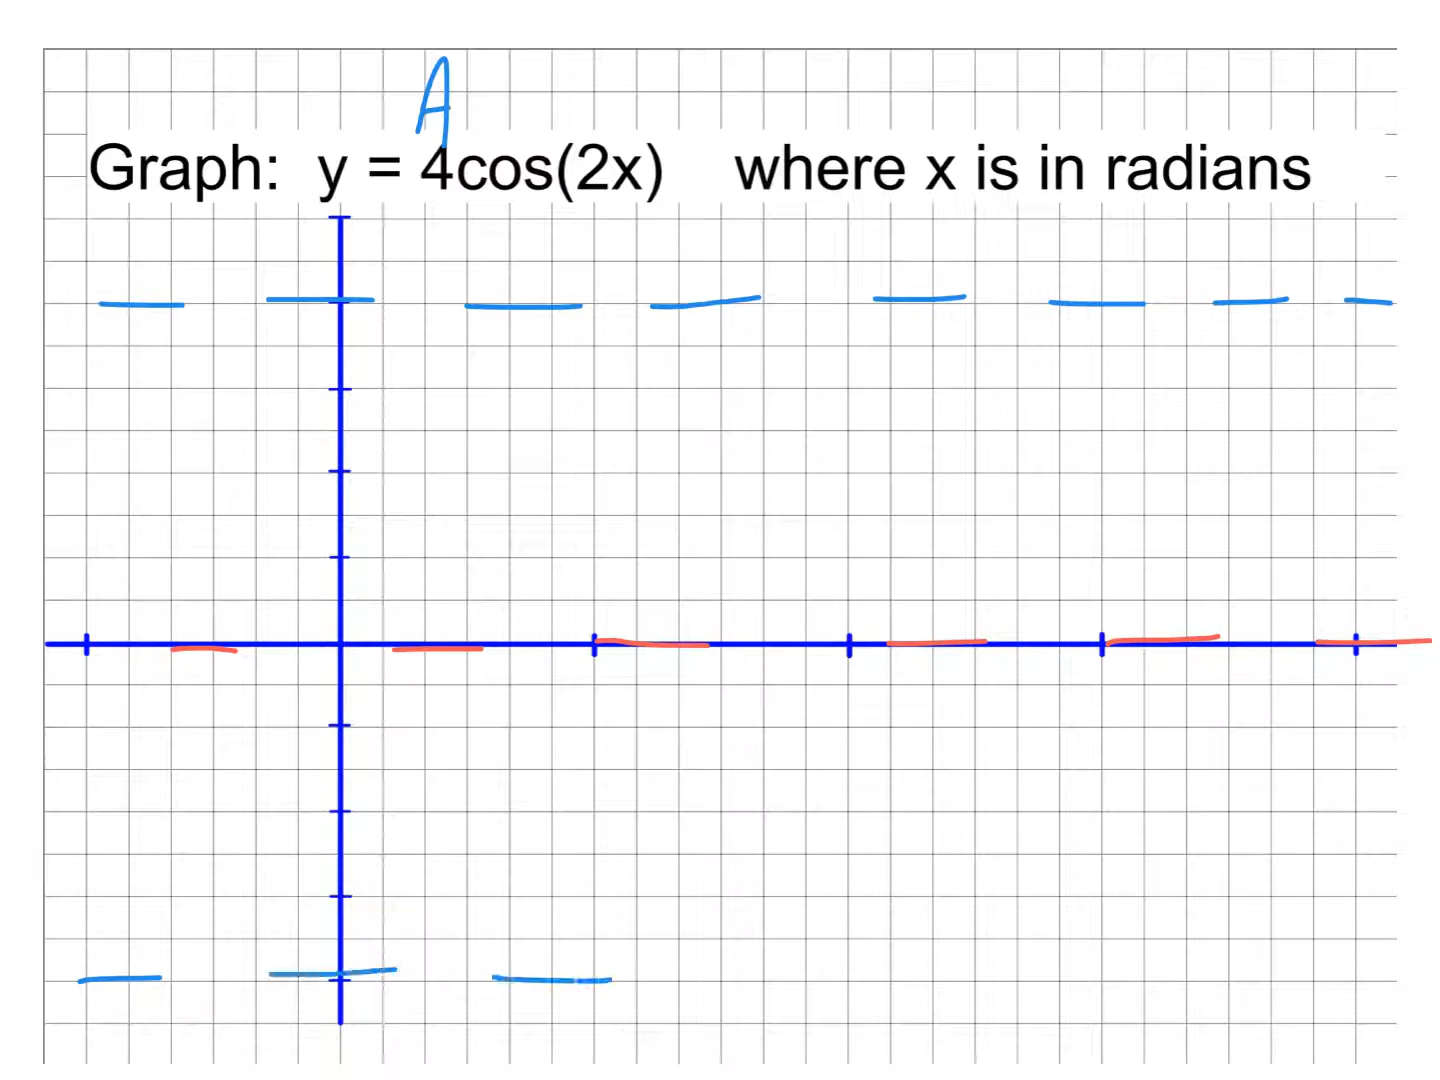 A
Graph: y = 4cos(2x) where x is in radians